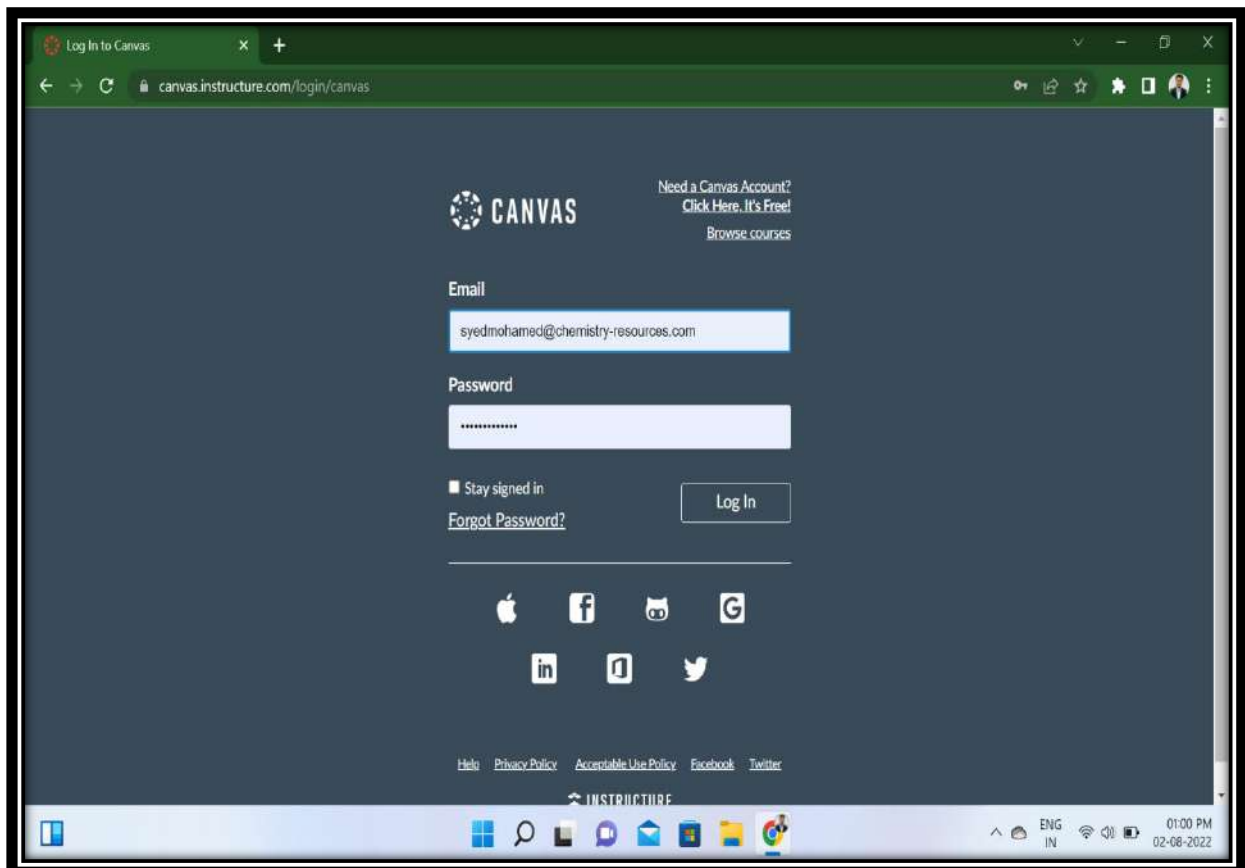 Log In to Canvas
canvas.instructure.com/login/canvas
CANVAS
Need a Canvas Account?
Click Here, It's Free!
Browse courses
Email
syedmohamed@chemistry-resources.com
Password
•••••••••••••
Stay signed in
Log In
Forgot Password?
Help Privacy Policy Acceptable Use Policy Facebook Twitter
INSTRUCTURE
ENG
IN
01:00 PM
02-08-2022